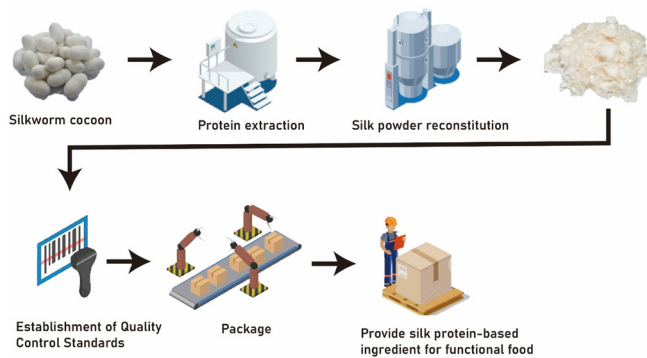 Silkworm cocoon
Protein extraction
Silk powder reconstitution
Establishment of Quality
Control Standards
Package
Provide silk protein-based
ingredient for functional food